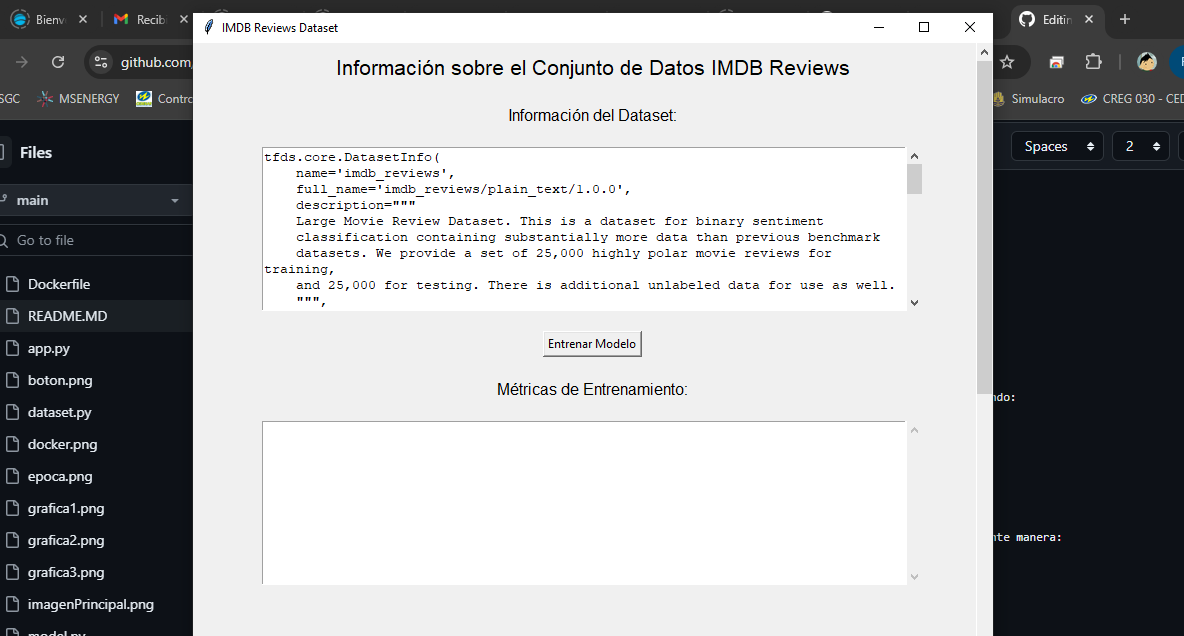 Bienv
Recib
IMDB Reviews Dataset
Editin
github.com
SGC
MSENERGY
Contro
Simulacro
CREG 030 - CED
Files
main
Go to file
Dockerfile
README.MD
app.py
boton.png
dataset.py
docker.png
epoca.png
grafica1.png
grafica2.png
grafica3.png
imagenPrincipal.png
model.py
Información sobre el Conjunto de Datos IMDB Reviews
Información del Dataset:
tfds.core.DatasetInfo(
name='imdb_reviews',
full_name='imdb_reviews/plain_text/1.0.0',
description="""
Large Movie Review Dataset. This is a dataset for binary sentiment
classification containing substantially more data than previous benchmark
datasets. We provide a set of 25,000 highly polar movie reviews for
training,
and 25,000 for testing. There is additional unlabeled data for use as well.
""",
Entrenar Modelo
Métricas de Entrenamiento:
Spaces
2
ndo:
nte manera: